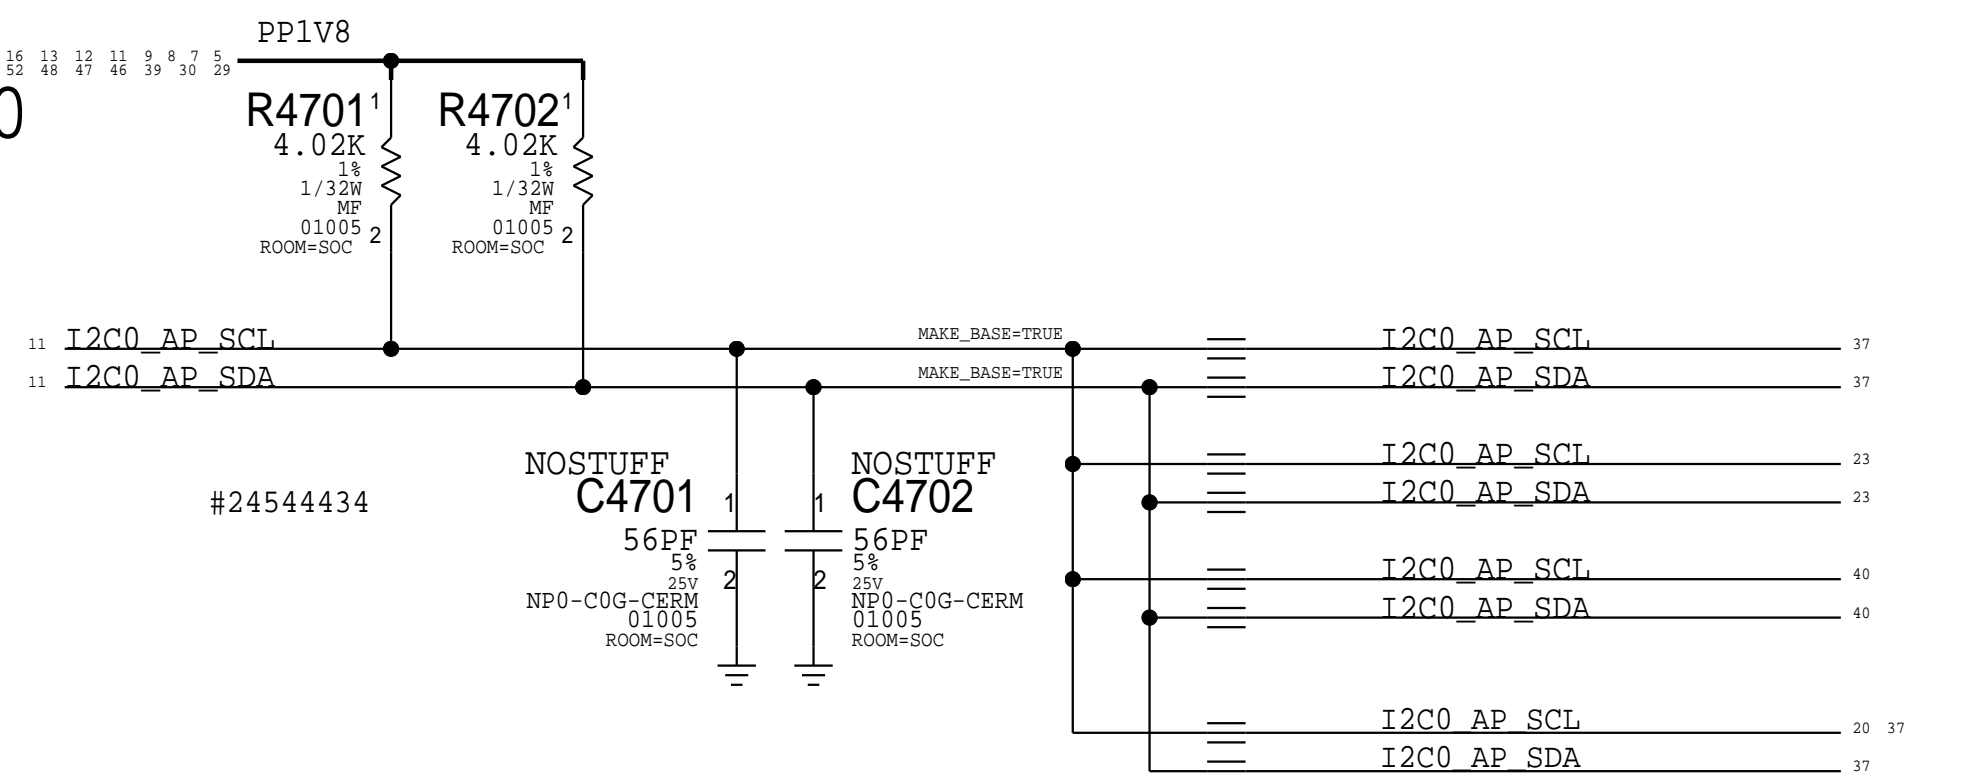 PP1V8
16 13 12 11 9 8 7 5
52 48 47 46 39 30 29
0
R4701 1
4.02K
1%
1/32W
MF
01005
ROOM=SOC
2
R4702 1
4.02K
1%
1/32W
MF
01005
ROOM=SOC
2
11 I2C0_AP_SCL MAKE_BASE=TRUE I2C0_AP_SCL 37
11 I2C0_AP_SDA MAKE_BASE=TRUE I2C0_AP_SDA 37
I2C0_AP_SCL 23
I2C0_AP_SDA 23
#24544434
NOSTUFF
C4701 1
56PF
5%
25V
2
NP0-C0G-CERM
01005
ROOM=SOC
NOSTUFF
1 C4702
56PF
5%
25V
2
NP0-C0G-CERM
01005
ROOM=SOC
I2C0_AP_SCL 40
I2C0_AP_SDA 40
I2C0_AP_SCL 20 37
I2C0_AP_SDA 37